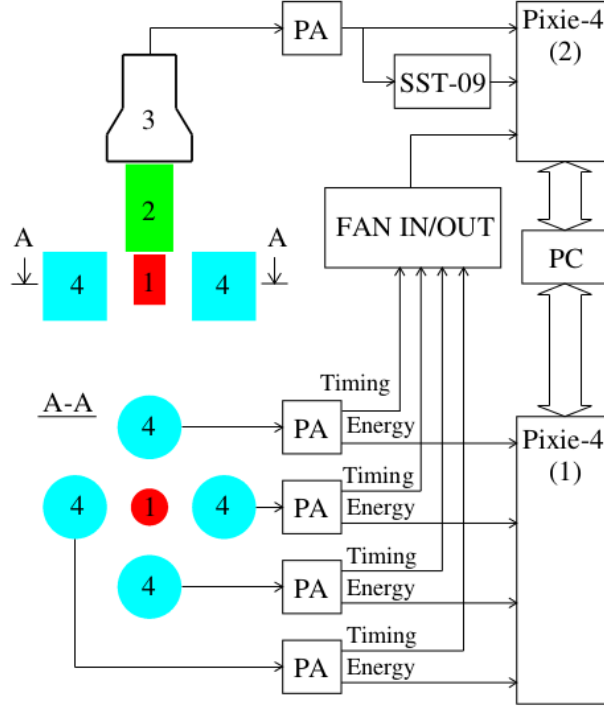 PA
Pixie-4
(2)
SST-09
3
2
FAN IN/OUT
A
A
4
1
4
PC
A-A
4
Timing
PA
Energy
Pixie-4
(1)
4
1
4
Timing
PA
Energy
4
Timing
PA
Energy
Timing
PA
Energy